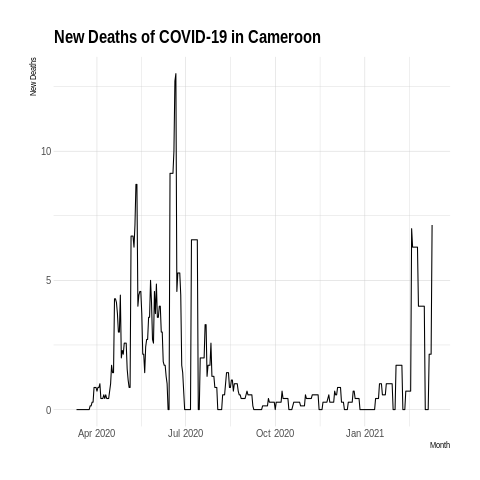 New Deaths of COVID-19 in Cameroon
New Deaths
10
5
0
Apr 2020 Jul 2020 Oct 2020 Jan 2021
Month